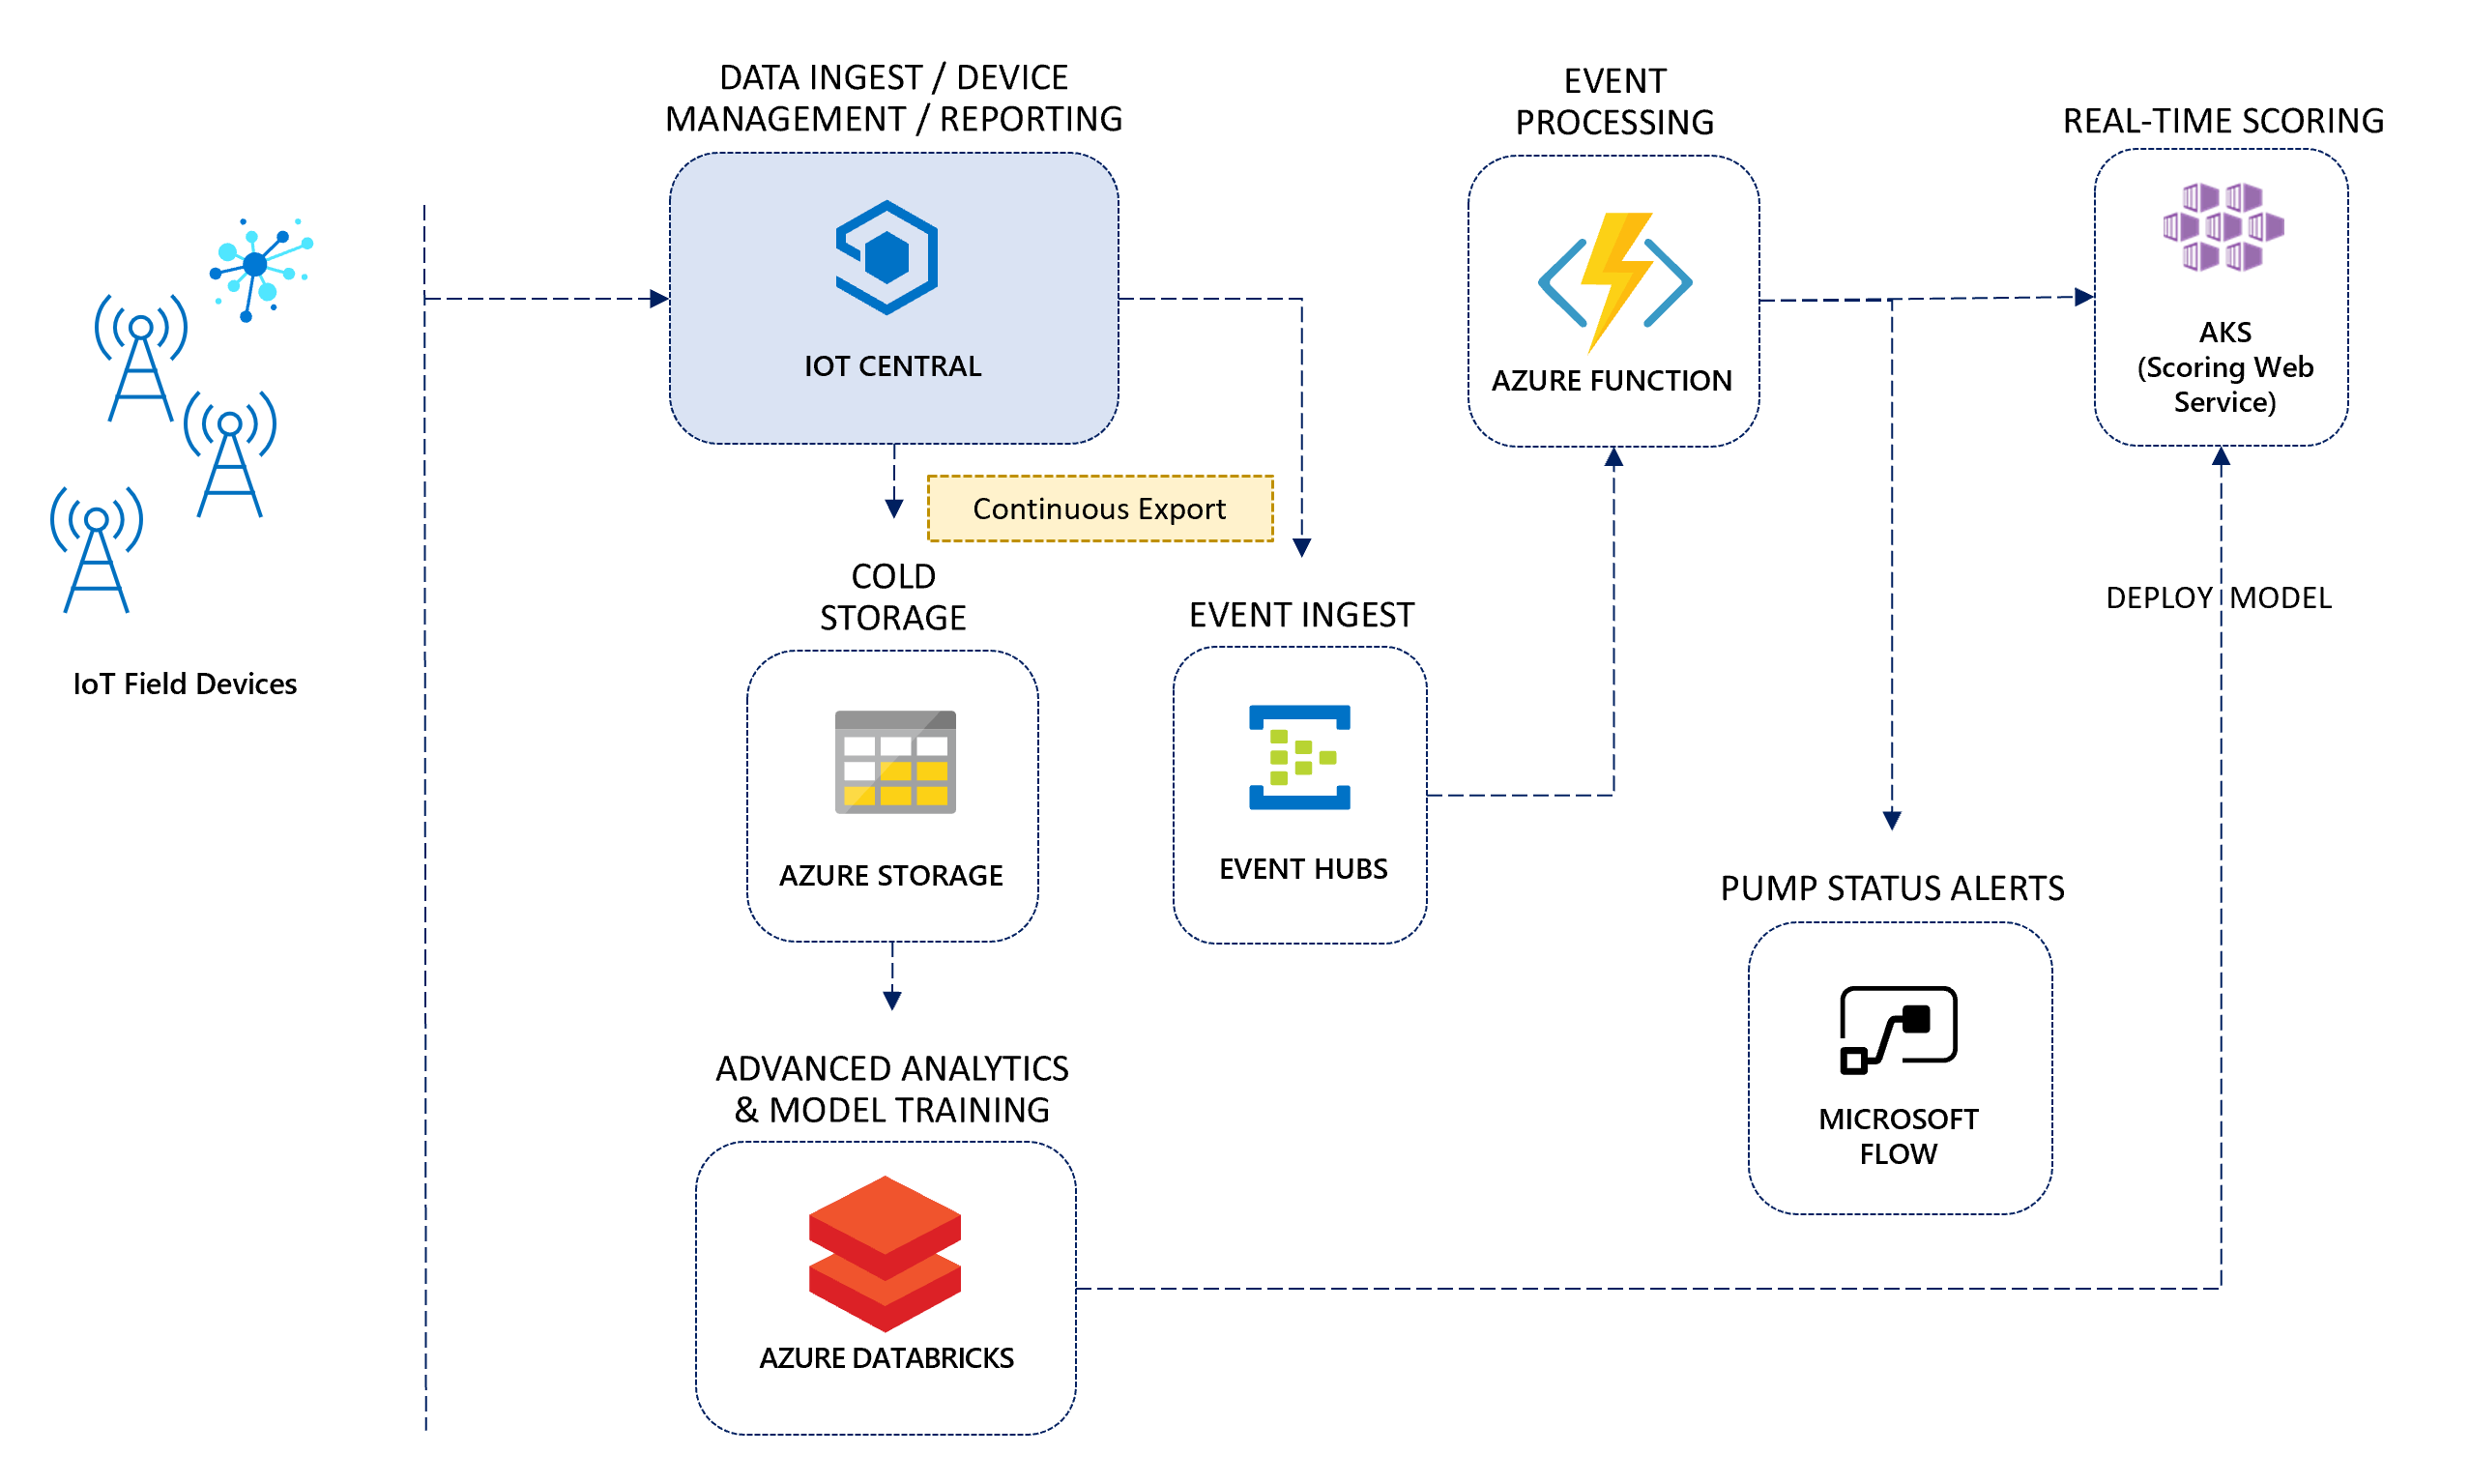 DATA INGEST / DEVICE
MANAGEMENT / REPORTING
IOT CENTRAL
EVENT
PROCESSING
AZURE FUNCTION
REAL-TIME SCORING
AKS
(Scoring Web
Service)
Continuous Export
IoT Field Devices
COLD
STORAGE
AZURE STORAGE
EVENT INGEST
EVENT HUBS
DEPLOY MODEL
PUMP STATUS ALERTS
MICROSOFT
FLOW
ADVANCED ANALYTICS
& MODEL TRAINING
AZURE DATABRICKS